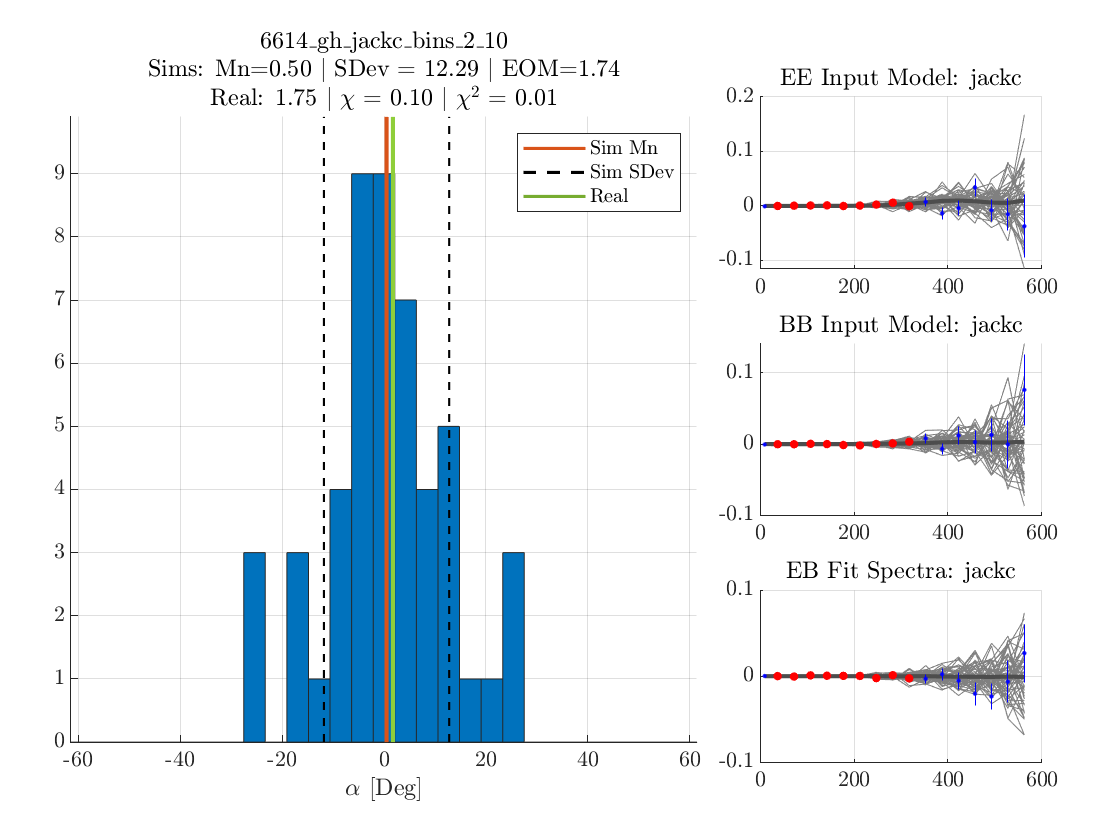 6614_gh_jackc_bins_2_10
Sims: Mn=0.50 | SDev = 12.29 | EOM=1.74
Real: 1.75 | χ = 0.10 | χ² = 0.01
Sim Mn
Sim SDev
Real
9
8
7
6
5
4
3
2
1
0
-60 -40 -20 0 20 40 60
α [Deg]
EE Input Model: jackc
0.2
0.1
0
-0.1
0 200 400 600
BB Input Model: jackc
0.1
0
-0.1
0 200 400 600
EB Fit Spectra: jackc
0.1
0
-0.1
0 200 400 600